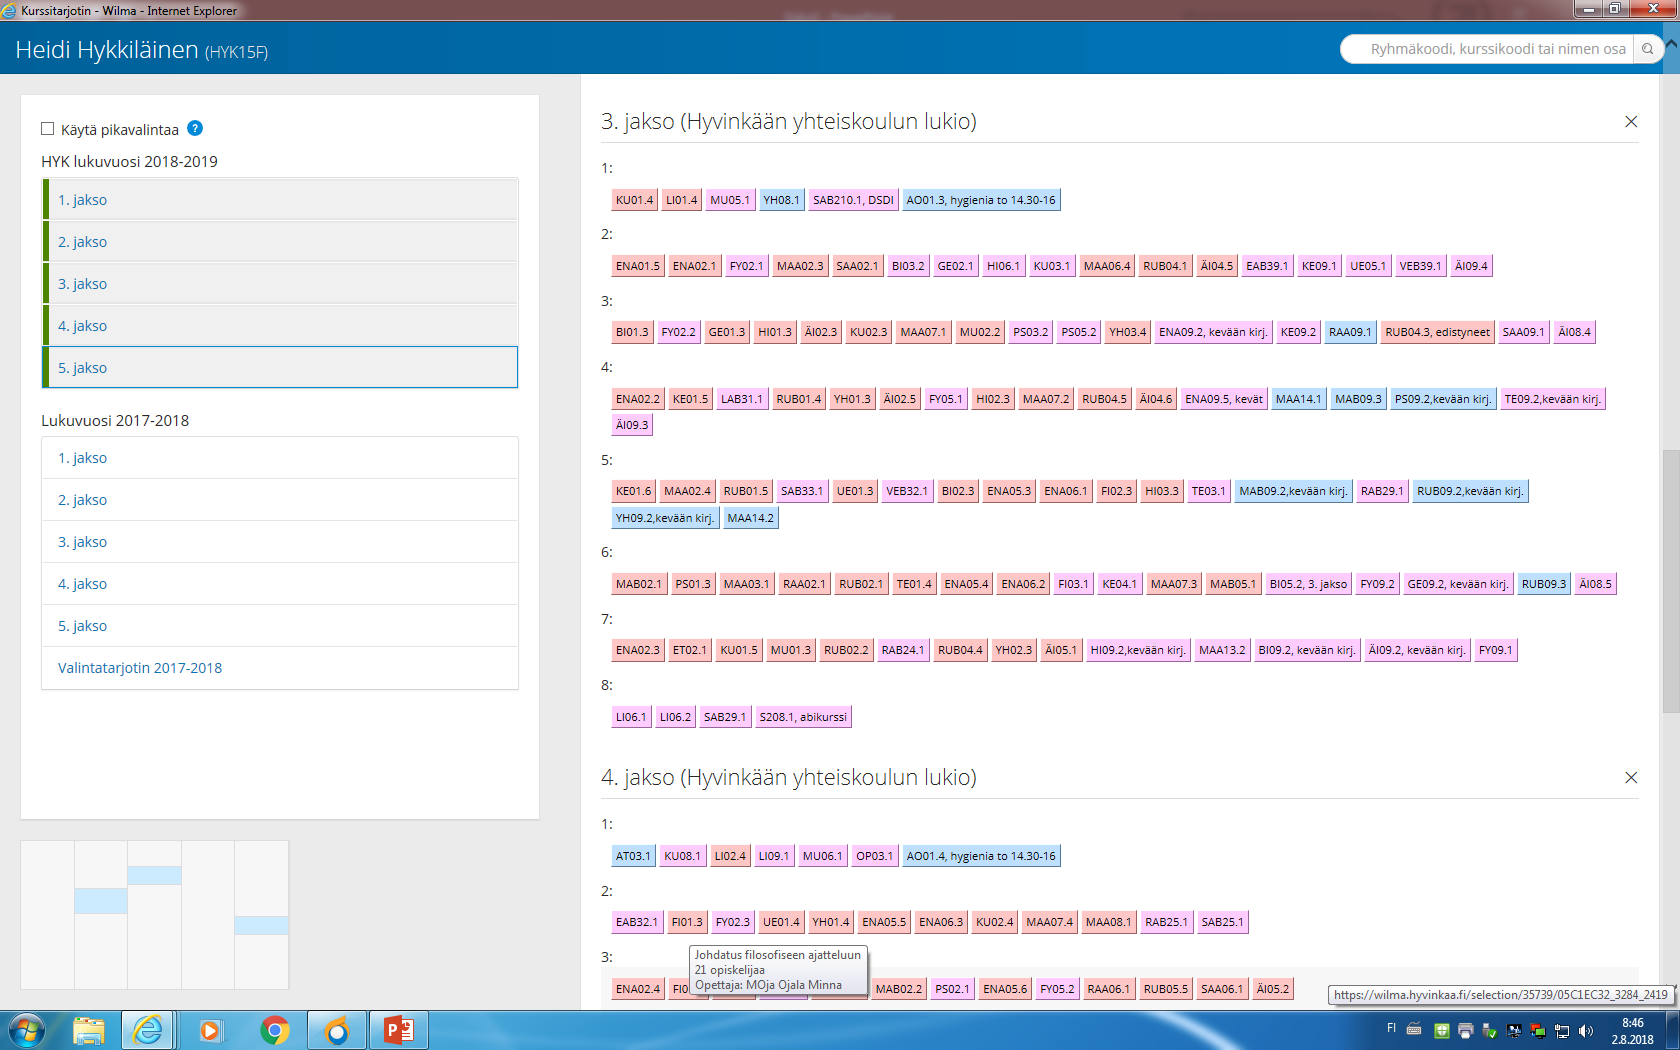 Kurssitarjotin - Wilma - Internet Explorer
Heidi Hykkiläinen (HYK15F)
Ryhmäkoodi, kurssikoodi tai nimen osa
Käytä pikavalintaa ?
HYK lukuvuosi 2018-2019
1. jakso
2. jakso
3. jakso
4. jakso
5. jakso
Lukuvuosi 2017-2018
1. jakso
2. jakso
3. jakso
4. jakso
5. jakso
Valintatarjotin 2017-2018
3. jakso (Hyvinkään yhteiskoulun lukio)
1:
KU01.4 LI01.4 MU05.1 YH08.1 SAB210.1, DSDI AO01.3, hygienia to 14.30-16
2:
ENA01.5 ENA02.1 FY02.1 MAA02.3 SAA02.1 BI03.2 GE02.1 HI06.1 KU03.1 MAA06.4 RUB04.1 ÄI04.5 EAB39.1 KE09.1 UE05.1 VEB39.1 ÄI09.4
3:
BI01.3 FY02.2 GE01.3 HI01.3 ÄI02.3 KU02.3 MAA07.1 MU02.2 PS03.2 PS05.2 YH03.4 ENA09.2, kevään kirj. KE09.2 RAA09.1 RUB04.3, edistyneet SAA09.1 ÄI08.4
4:
ENA02.2 KE01.5 LAB31.1 RUB01.4 YH01.3 ÄI02.5 FY05.1 HI02.3 MAA07.2 RUB04.5 ÄI04.6 ENA09.5, kevät MAA14.1 MAB09.3 PS09.2,kevään kirj. TE09.2,kevään kirj.
ÄI09.3
5:
KE01.6 MAA02.4 RUB01.5 SAB33.1 UE01.3 VEB32.1 BI02.3 ENA05.3 ENA06.1 FI02.3 HI03.3 TE03.1 MAB09.2,kevään kirj. RAB29.1 RUB09.2,kevään kirj.
YH09.2,kevään kirj. MAA14.2
6:
MAB02.1 PS01.3 MAA03.1 RAA02.1 RUB02.1 TE01.4 ENA05.4 ENA06.2 FI03.1 KE04.1 MAA07.3 MAB05.1 BI05.2, 3. jakso FY09.2 GE09.2, kevään kirj. RUB09.3 ÄI08.5
7:
ENA02.3 ET02.1 KU01.5 MU01.3 RUB02.2 RAB24.1 RUB04.4 YH02.3 ÄI05.1 HI09.2,kevään kirj. MAA13.2 BI09.2, kevään kirj. ÄI09.2, kevään kirj. FY09.1
8:
LI06.1 LI06.2 SAB29.1 S208.1, abikurssi
4. jakso (Hyvinkään yhteiskoulun lukio)
1:
AT03.1 KU08.1 LI02.4 LI09.1 MU06.1 OP03.1 AO01.4, hygienia to 14.30-16
2:
EAB32.1 FI01.3 FY02.3 UE01.4 YH01.4 ENA05.5 ENA06.3 KU02.4 MAA07.4 MAA08.1 RAB25.1 SAB25.1
3:
Johdatus filosofiseen ajatteluun
21 opiskelijaa
Opettaja: MOja Ojala Minna
ENA02.4 MAB02.2 PS02.1 ENA05.6 FY05.2 RAA06.1 RUB05.5 SAA06.1 ÄI05.2
https://wilma.hyvinkaa.fi/selection/35739/05C1EC32_3284_2419
FI
8:46
2.8.2018